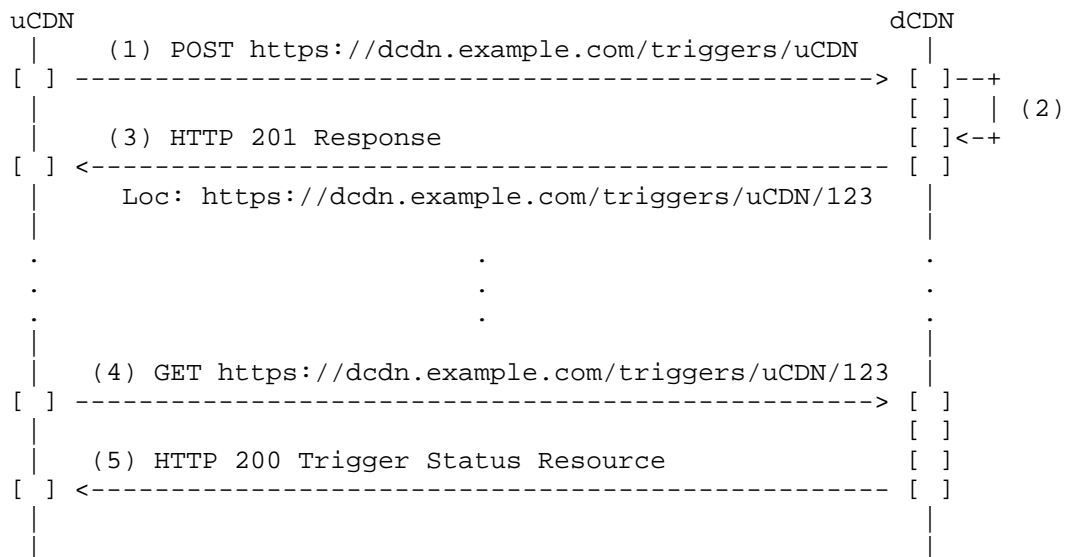 uCDN                                                   dCDN
 |    (1) POST https://dcdn.example.com/triggers/uCDN    |
[ ] --------------------------------------------------> [ ]--+
 |                                                      [ ]  | (2)
 |    (3) HTTP 201 Response                             [ ]<-+
[ ] <-------------------------------------------------- [ ]
 |     Loc: https://dcdn.example.com/triggers/uCDN/123   |
 |                                                       |
 .                           .                           .
 .                           .                           .
 .                           .                           .
 |                                                       |
 |   (4) GET https://dcdn.example.com/triggers/uCDN/123  |
[ ] --------------------------------------------------> [ ]
 |                                                      [ ]
 |   (5) HTTP 200 Trigger Status Resource               [ ]
[ ] <-------------------------------------------------- [ ]
 |                                                       |
 |                                                       |